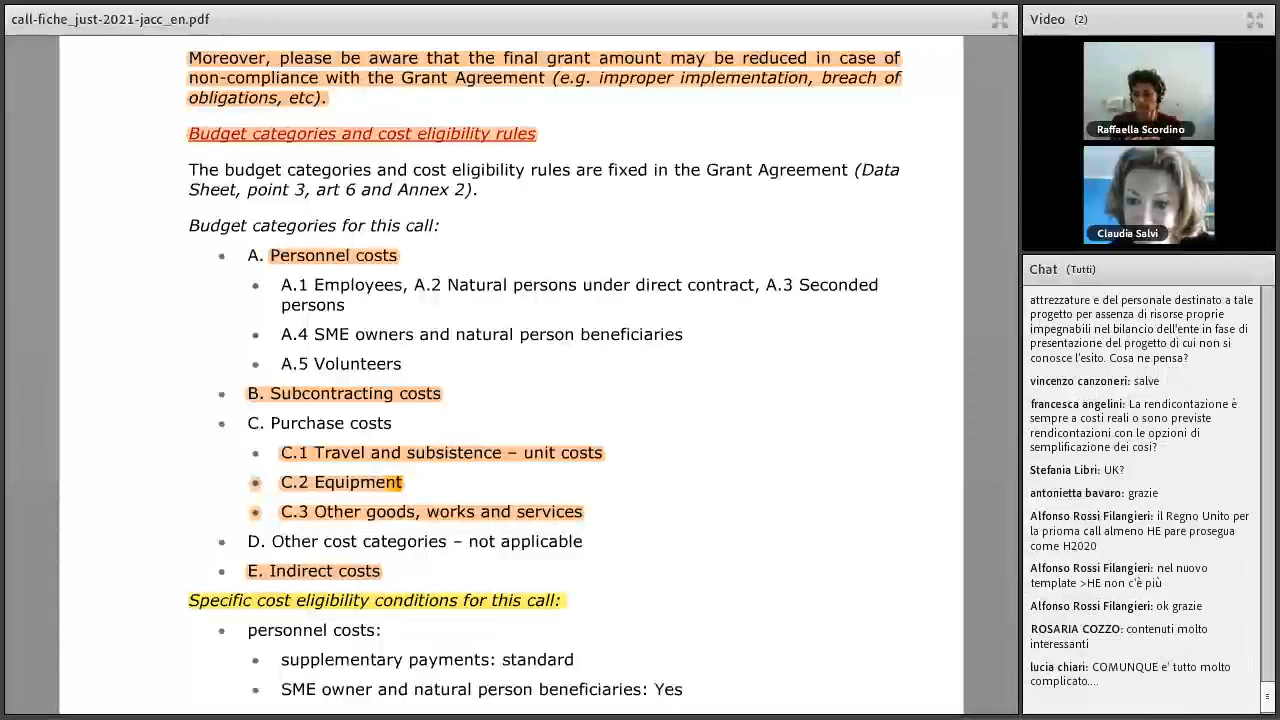 call-fiche_just-2021-jacc_en.pdf
Moreover, please be aware that the final grant amount may be reduced in case of
non-compliance with the Grant Agreement (e.g. improper implementation, breach of
obligations, etc).
Budget categories and cost eligibility rules
The budget categories and cost eligibility rules are fixed in the Grant Agreement (Data
Sheet, point 3, art 6 and Annex 2).
Budget categories for this call:
A. Personnel costs
A.1 Employees, A.2 Natural persons under direct contract, A.3 Seconded
persons
A.4 SME owners and natural person beneficiaries
A.5 Volunteers
B. Subcontracting costs
C. Purchase costs
C.1 Travel and subsistence – unit costs
C.2 Equipment
C.3 Other goods, works and services
D. Other cost categories – not applicable
E. Indirect costs
Specific cost eligibility conditions for this call:
personnel costs:
supplementary payments: standard
SME owner and natural person beneficiaries: Yes
Video (2)
Raffaella Scordino
Claudia Salvi
Chat (Tutti)
attrezzature e del personale destinato a tale
progetto per assenza di risorse proprie
impegnabili nel bilancio dell'ente in fase di
presentazione del progetto di cui non si
conosce l'esito. Cosa ne pensa?
vincenzo canzoneri: salve
francesca angelini: La rendicontazione è
sempre a costi reali o sono previste
rendicontazioni con le opzioni di
semplificazione dei cosi?
Stefania Libri: UK?
antonietta bavaro: grazie
Alfonso Rossi Filangieri: il Regno Unito per
la prioma call almeno HE pare prosegua
come H2020
Alfonso Rossi Filangieri: nel nuovo
template >HE non c'è più
Alfonso Rossi Filangieri: ok grazie
ROSARIA COZZO: contenuti molto
interessanti
lucia chiari: COMUNQUE e' tutto molto
complicato....